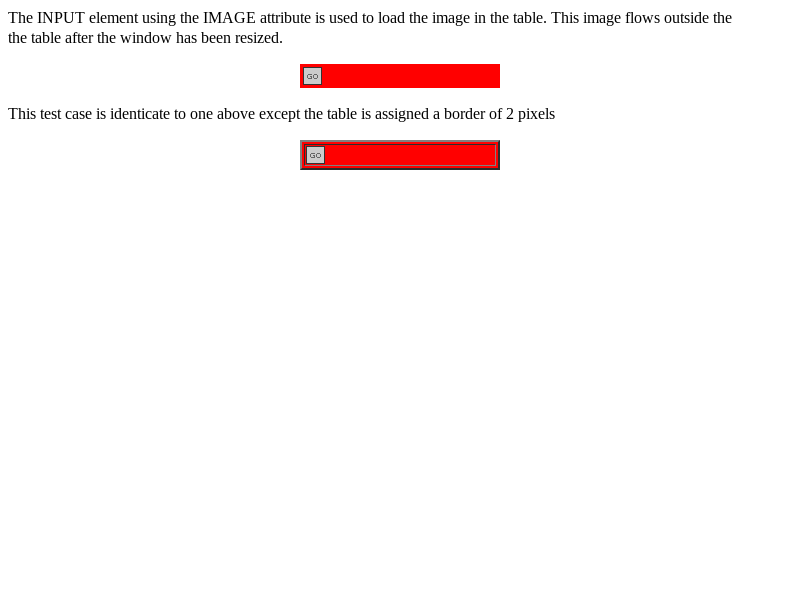 The INPUT element using the IMAGE attribute is used to load the image in the table. This image flows outside the
the table after the window has been resized.
GO
This test case is identicate to one above except the table is assigned a border of 2 pixels
GO